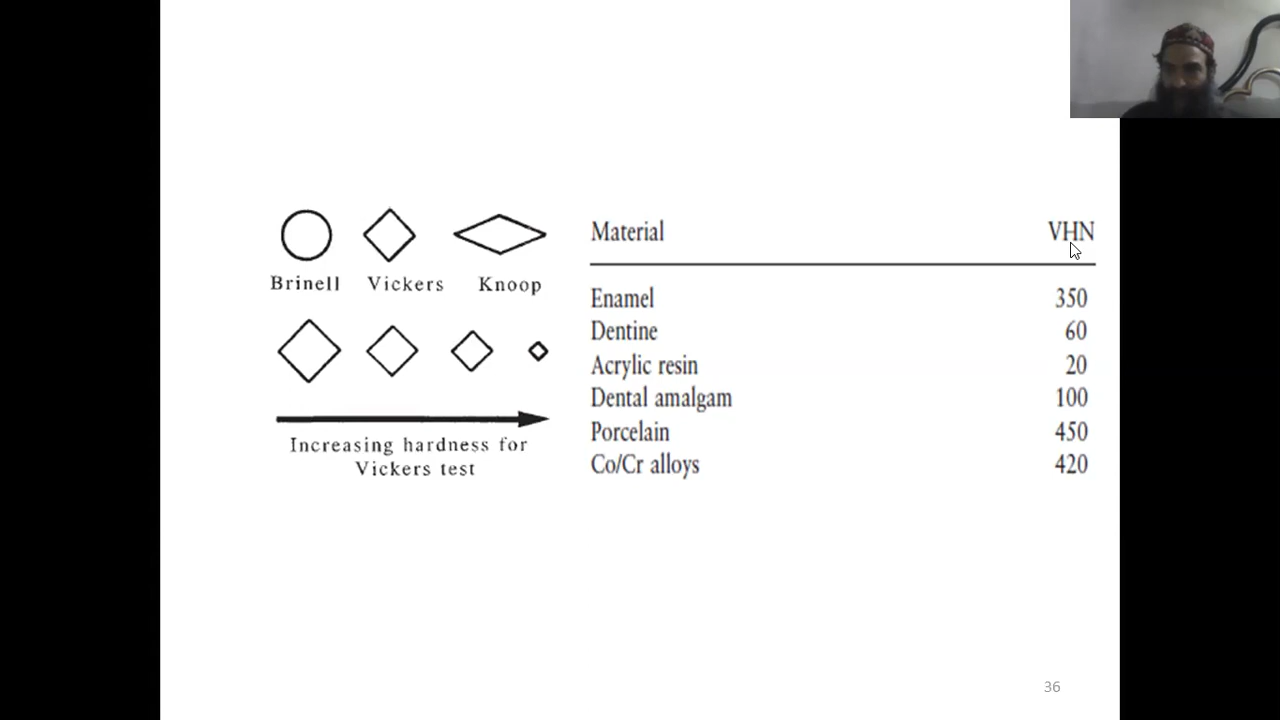 Brinell Vickers Knoop
Increasing hardness for
Vickers test
Material VHN
Enamel 350
Dentine 60
Acrylic resin 20
Dental amalgam 100
Porcelain 450
Co/Cr alloys 420
36